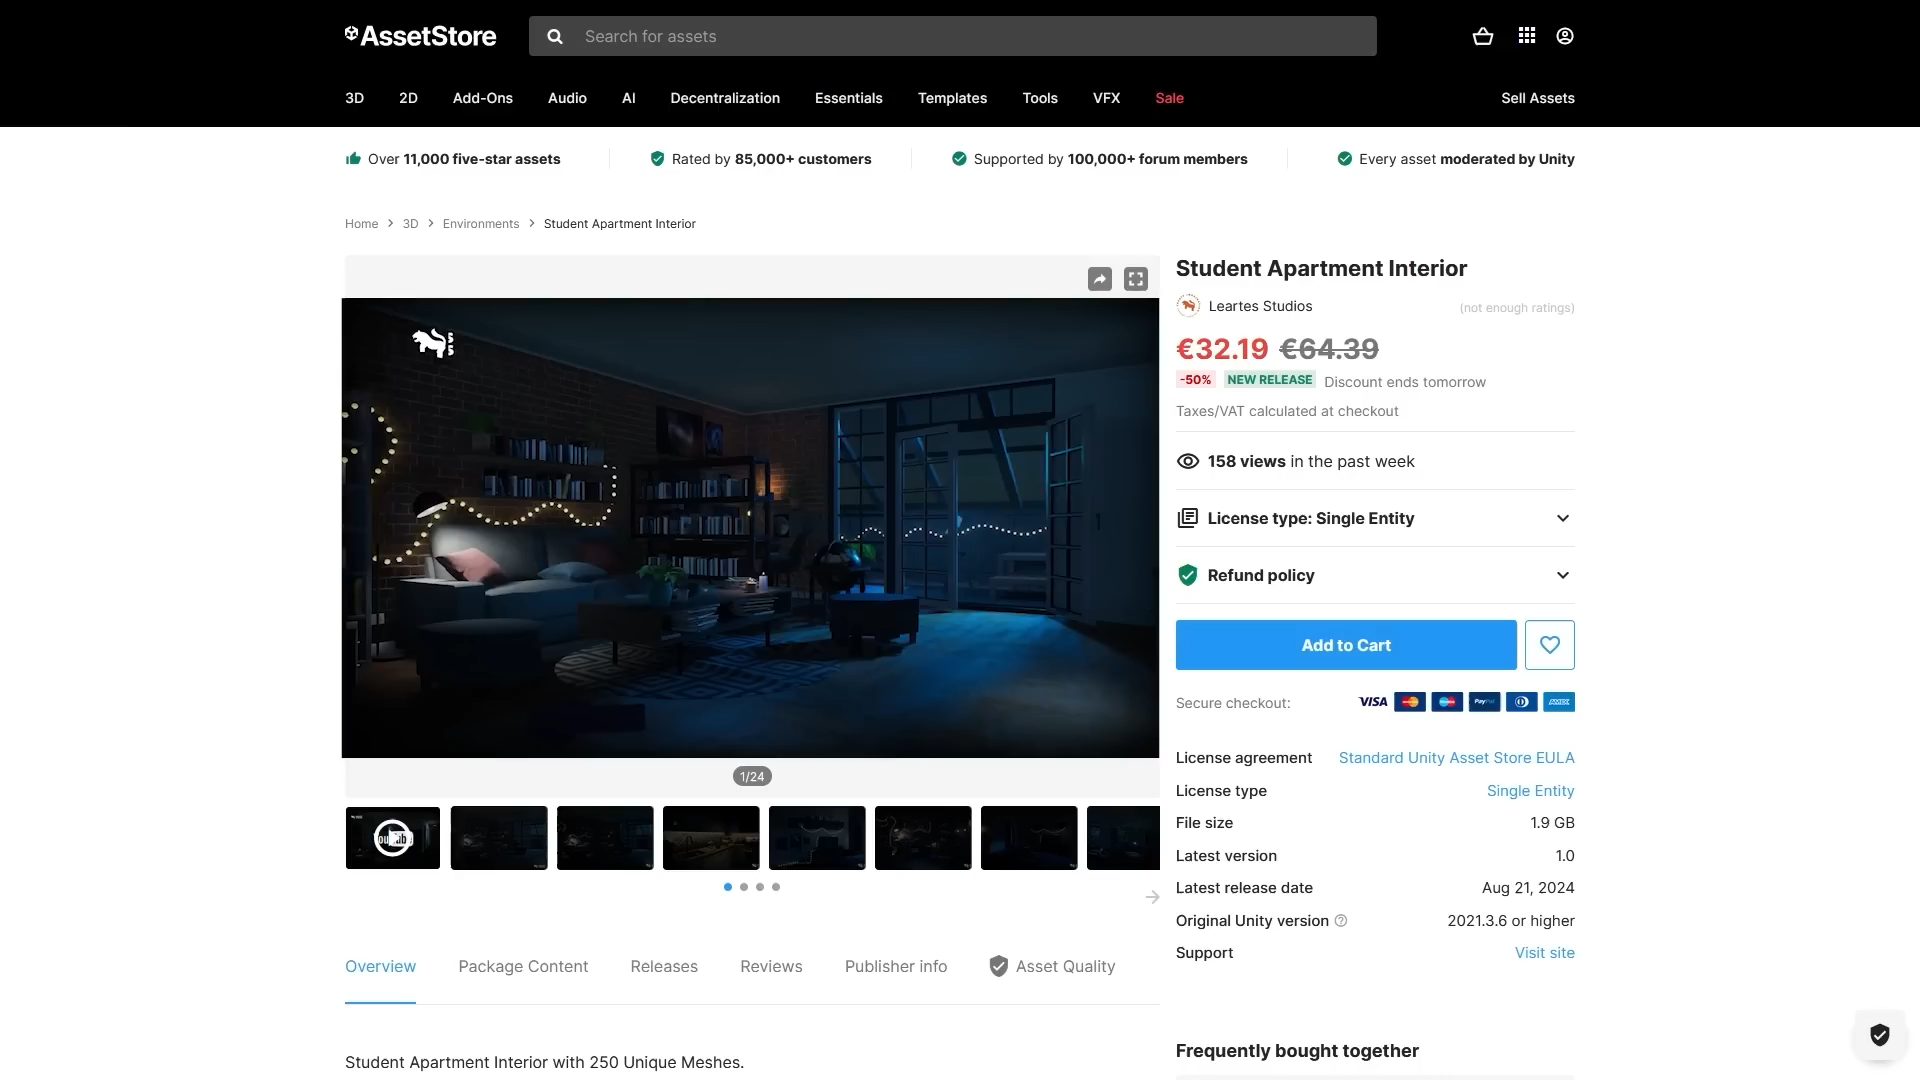 AssetStore
Search for assets
3D 2D Add-Ons Audio AI Decentralization Essentials Templates Tools VFX Sale Sell Assets
Over 11,000 five-star assets
Rated by 85,000+ customers
Supported by 100,000+ forum members
Every asset moderated by Unity
Home > 3D > Environments > Student Apartment Interior
Student Apartment Interior
Leartes Studios
(not enough ratings)
€32.19 €64.39
-50% NEW RELEASE Discount ends tomorrow
Taxes/VAT calculated at checkout
158 views in the past week
License type: Single Entity
Refund policy
Add to Cart
Secure checkout: VISA PayPal AMEX
License agreement Standard Unity Asset Store EULA
License type Single Entity
File size 1.9 GB
Latest version 1.0
Latest release date Aug 21, 2024
Original Unity version 2021.3.6 or higher
Support Visit site
1/24
Overview Package Content Releases Reviews Publisher info Asset Quality
Student Apartment Interior with 250 Unique Meshes.
Frequently bought together